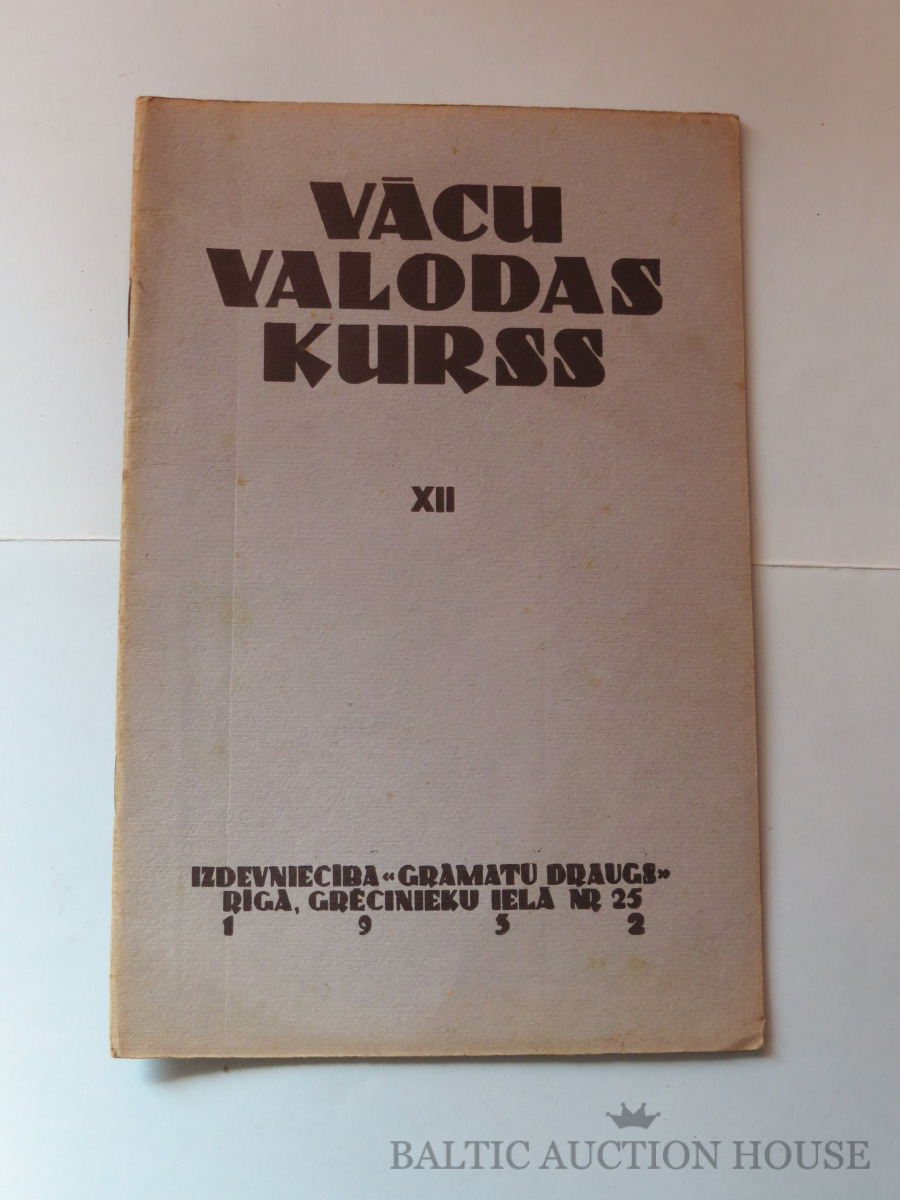 VĀCU
VALODAS
KURSS
XII
IZDEVNIECĪBA «GRĀMATU DRAUGS»
RĪGĀ, GRĒCINIEKU IELĀ NR 25
1 9 3 2
BALTIC AUCTION HOUSE